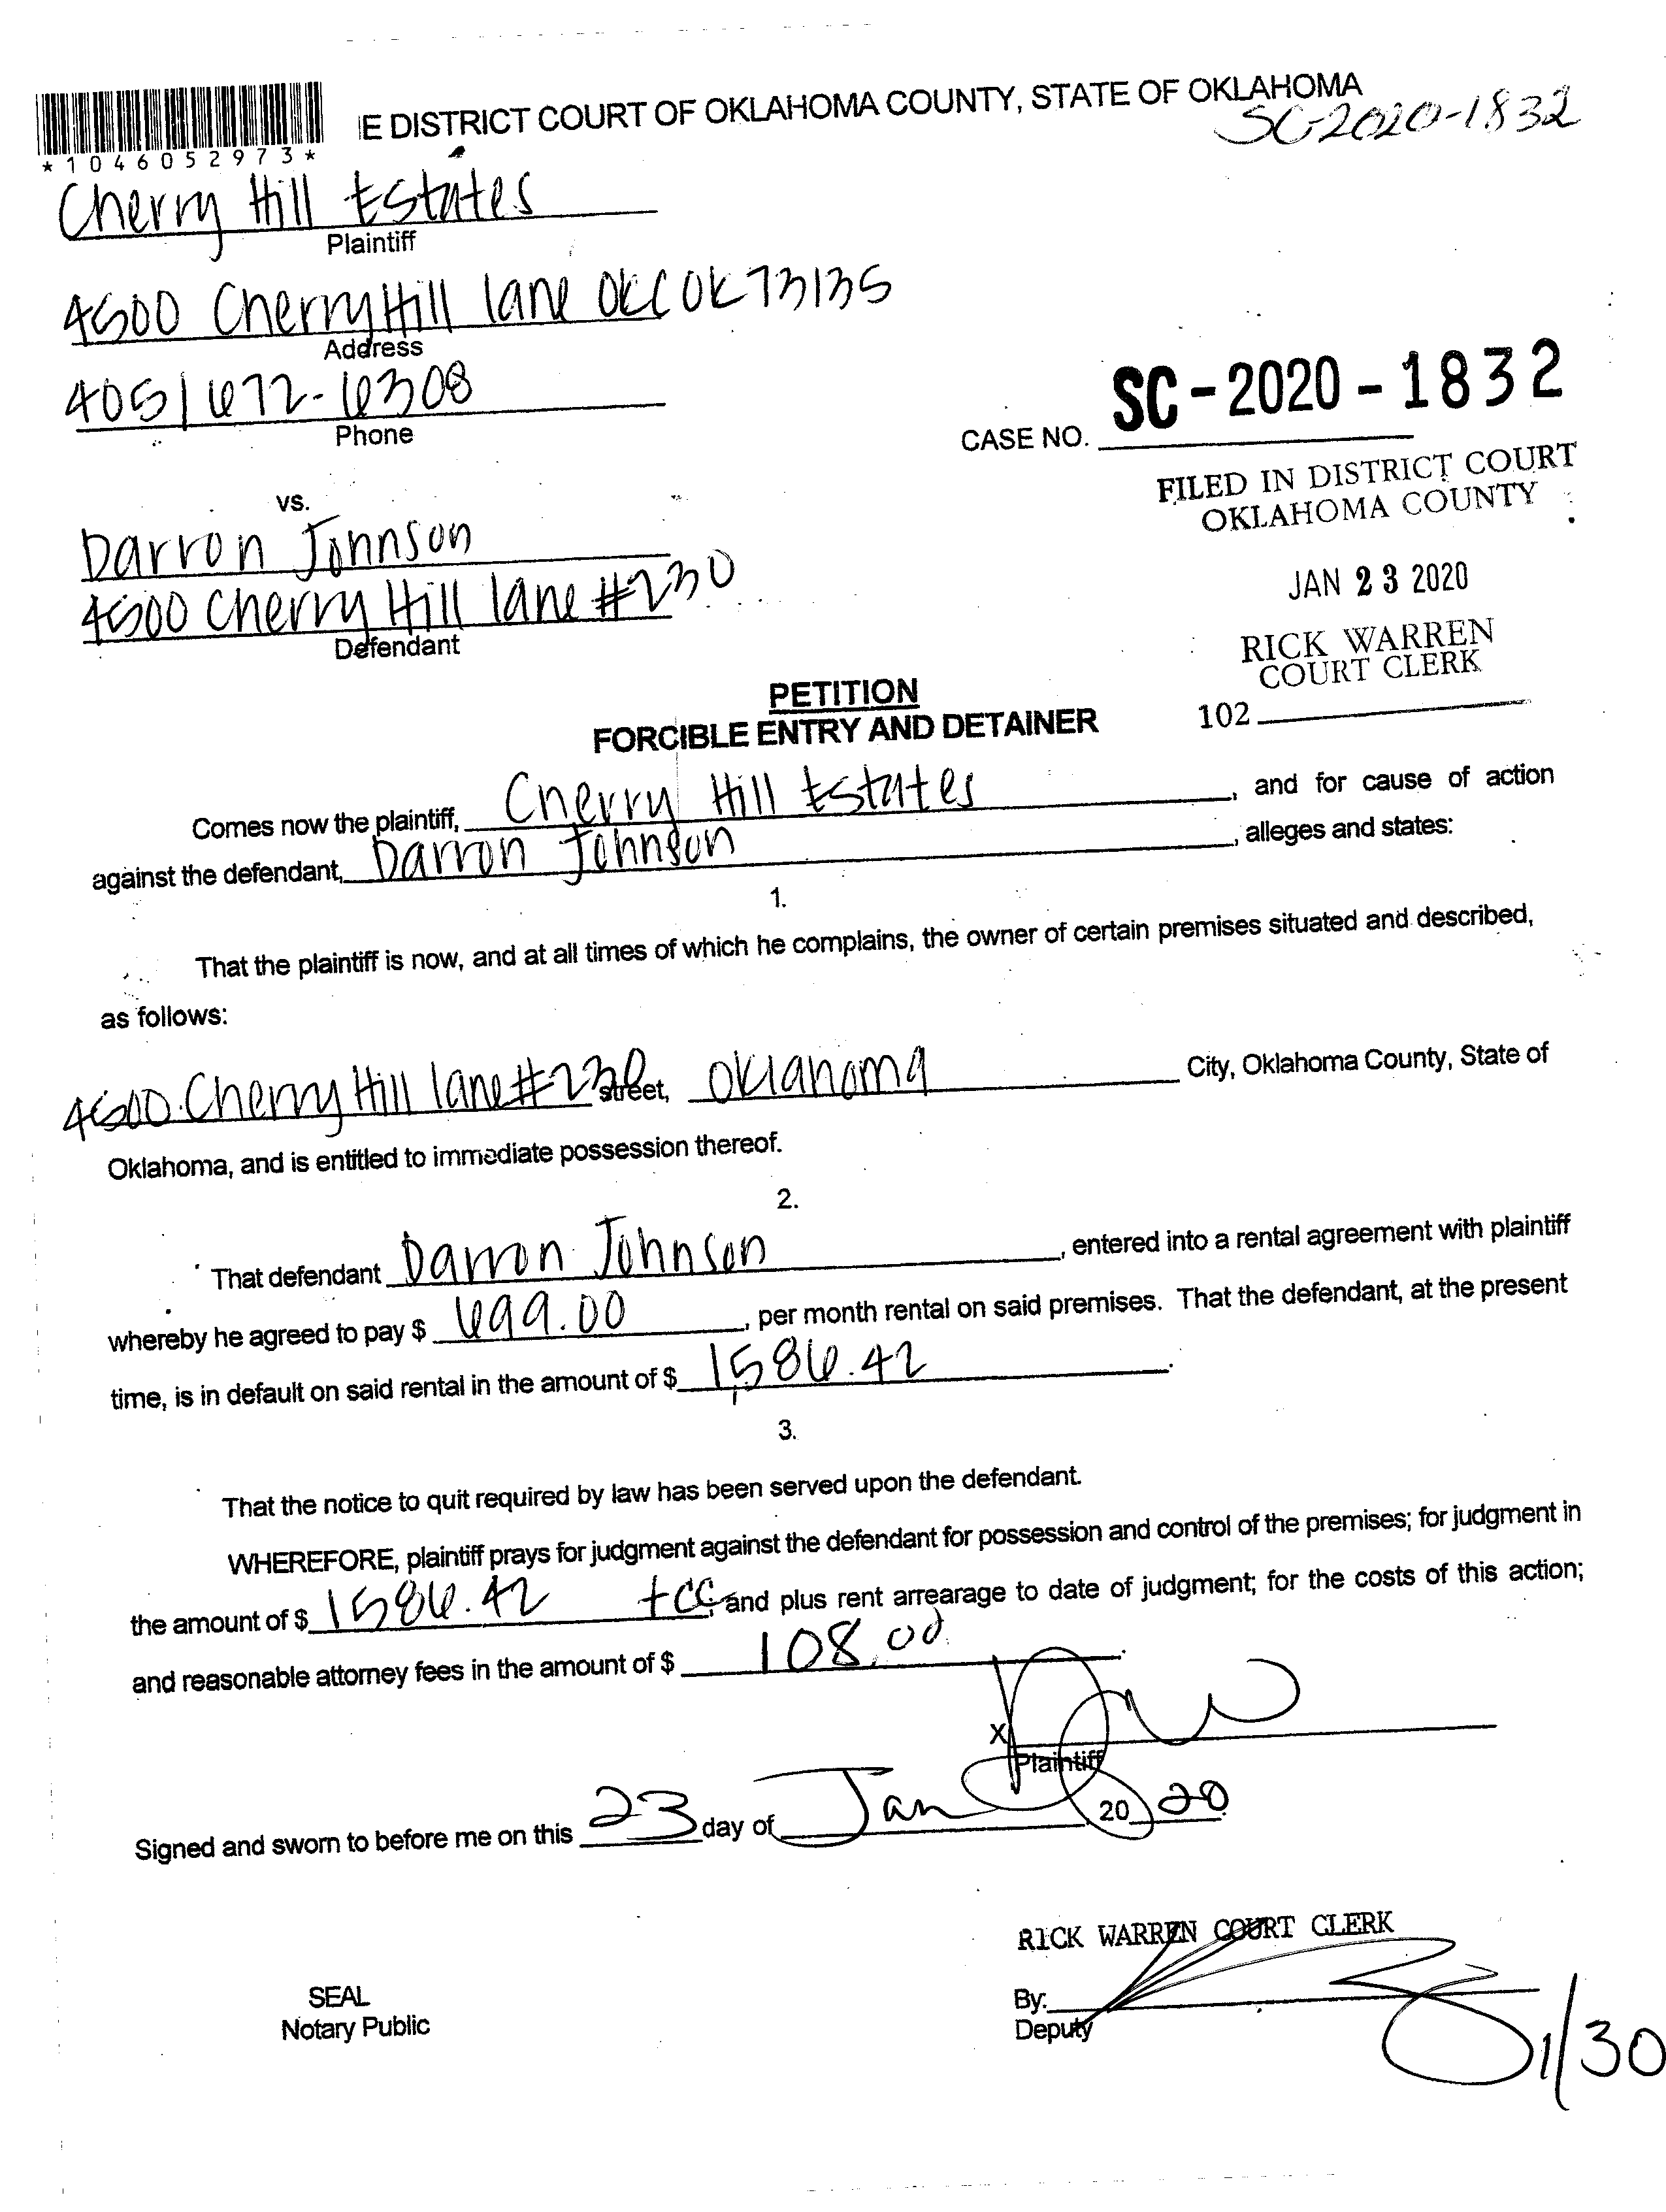 E DISTRICT COURT OF OKLAHOMA COUNTY, STATE OF OKLAHOMA
SC-2020-1832
*1046052973*
Cherry Hill Estates
Plaintiff
4500 Cherry Hill lane OKC OK 73135
Address
405/672-6308
Phone
SC-2020-1832
CASE NO.
FILED IN DISTRICT COURT
OKLAHOMA COUNTY
vs.
Darron Johnson
4500 Cherry Hill lane #230
Defendant
JAN 23 2020
RICK WARREN
COURT CLERK
102
PETITION
FORCIBLE ENTRY AND DETAINER
Comes now the plaintiff, Cherry Hill Estates, and for cause of action
against the defendant, Darron Johnson, alleges and states:
1.
That the plaintiff is now, and at all times of which he complains, the owner of certain premises situated and described,
as follows:
4500 Cherry Hill lane #230 street, Oklahoma City, Oklahoma County, State of
Oklahoma, and is entitled to immediate possession thereof.
2.
That defendant Darron Johnson, entered into a rental agreement with plaintiff
whereby he agreed to pay $ 699.00, per month rental on said premises. That the defendant, at the present
time, is in default on said rental in the amount of $ 1586.42.
3.
That the notice to quit required by law has been served upon the defendant.
WHEREFORE, plaintiff prays for judgment against the defendant for possession and control of the premises; for judgment in
the amount of $ 1586.42 +CC, and plus rent arrearage to date of judgment; for the costs of this action;
and reasonable attorney fees in the amount of $ 108.00.
X
Plaintiff
Signed and sworn to before me on this 23 day of Jan, 2020
RICK WARREN COURT CLERK
SEAL
Notary Public
By:
Deputy
1/30